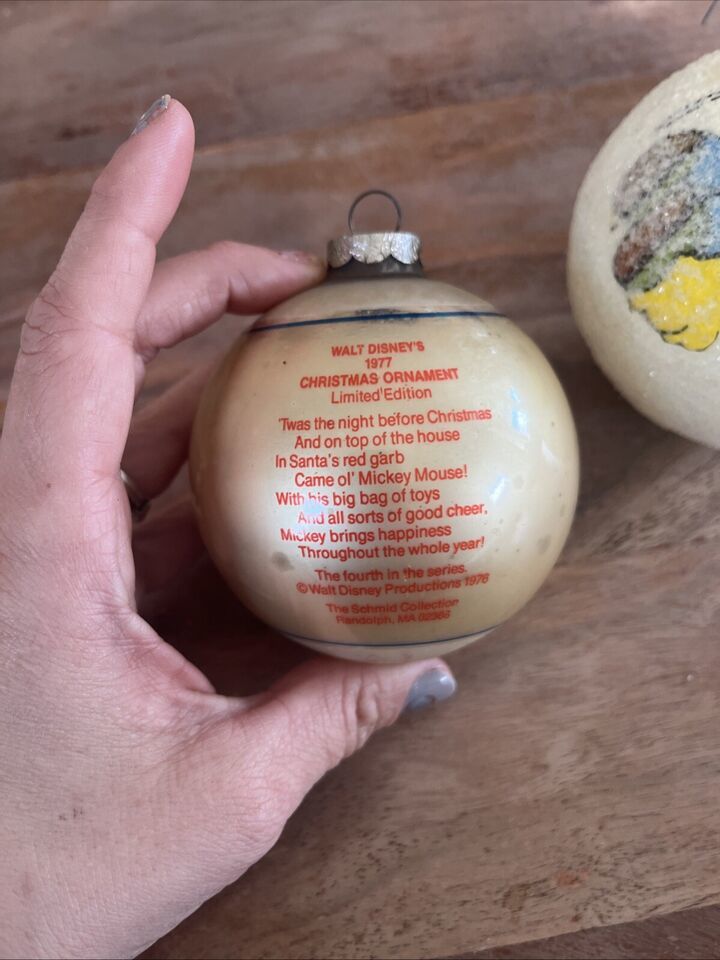 WALT DISNEY'S
1977
CHRISTMAS ORNAMENT
Limited Edition
'Twas the night before Christmas
And on top of the house
In Santa's red garb
Came ol' Mickey Mouse!
With his big bag of toys
And all sorts of good cheer,
Mickey brings happiness
Throughout the whole year!
The fourth in the series.
©Walt Disney Productions 1976
The Schmid Collection
Randolph, MA 02368